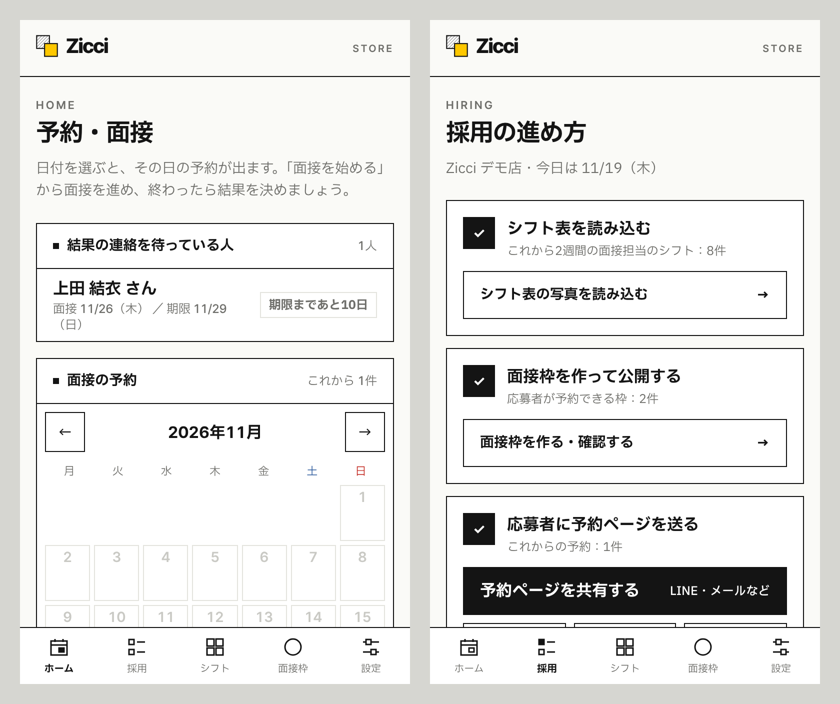 Zicci
STORE
HOME
予約・面接
日付を選ぶと、その日の予約が出ます。「面接を始める」
から面接を進め、終わったら結果を決めましょう。
結果の連絡を待っている人
1人
上田 結衣 さん
面接 11/26（木） ／ 期限 11/29
（日）
期限まであと10日
面接の予約
これから 1件
←
2026年11月
→
月 火 水 木 金 土 日
1
2 3 4 5 6 7 8
9 10 11 12 13 14 15
ホーム 採用 シフト 面接枠 設定
Zicci
STORE
HIRING
採用の進め方
Zicci デモ店・今日は 11/19（木）
シフト表を読み込む
これから2週間の面接担当のシフト：8件
シフト表の写真を読み込む →
面接枠を作って公開する
応募者が予約できる枠：2件
面接枠を作る・確認する →
応募者に予約ページを送る
これからの予約：1件
予約ページを共有する LINE・メールなど
ホーム 採用 シフト 面接枠 設定